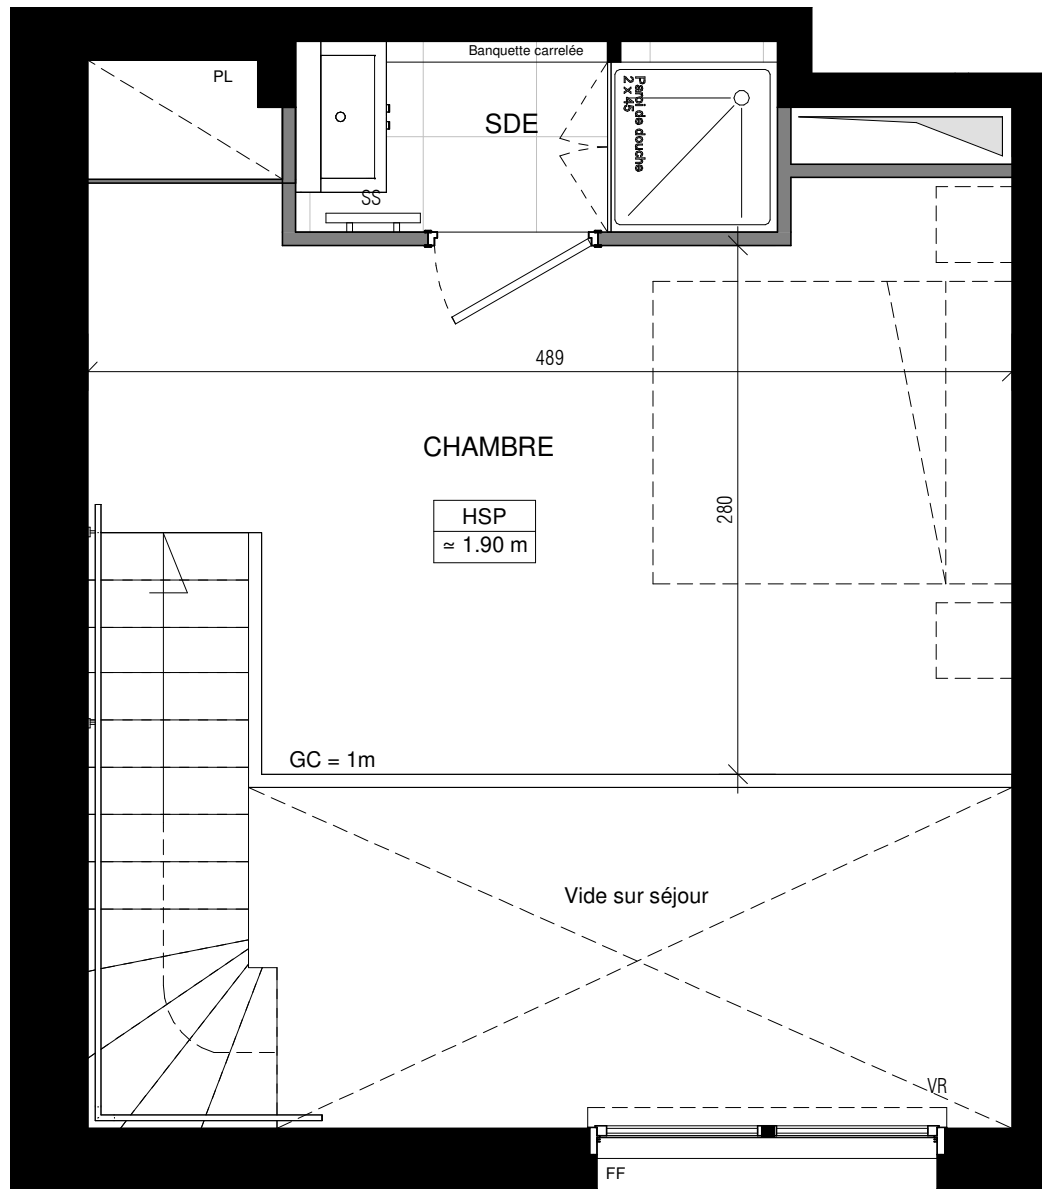 Banquette carrelée
PL
SDE
Paroi de douche
2 x 45
SS
489
CHAMBRE
280
HSP
≃ 1.90 m
GC = 1m
Vide sur séjour
VR
FF